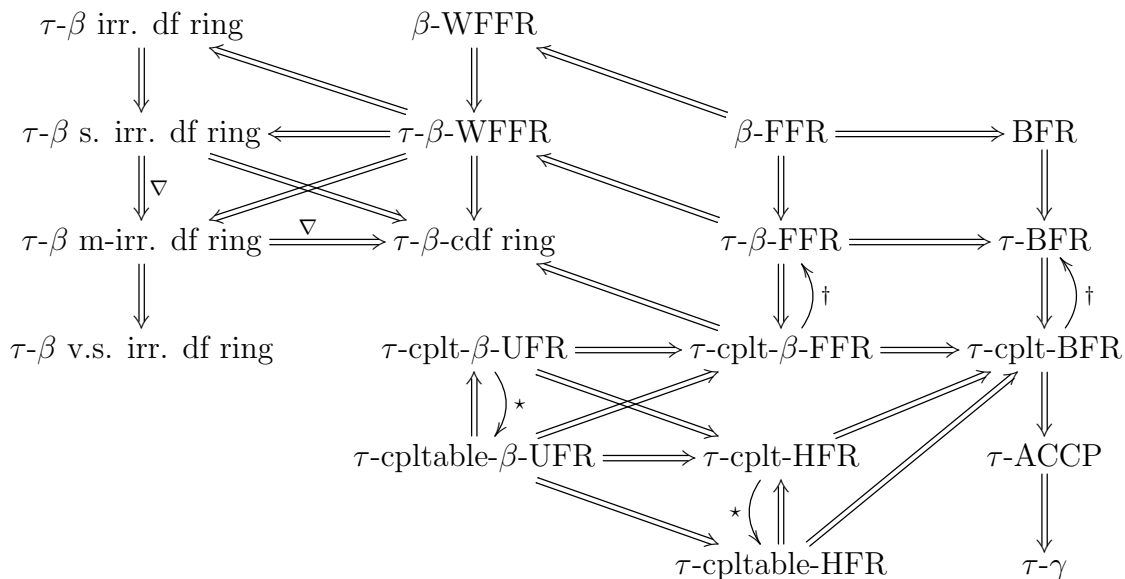 τ-β irr. df ring β-WFFR
τ-β s. irr. df ring τ-β-WFFR β-FFR BFR
∇
∇
τ-β m-irr. df ring τ-β-cdf ring τ-β-FFR τ-BFR
† †
τ-β v.s. irr. df ring τ-cplt-β-UFR τ-cplt-β-FFR τ-cplt-BFR
⋆
τ-cpltable-β-UFR τ-cplt-HFR τ-ACCP
⋆
τ-cpltable-HFR τ-γ